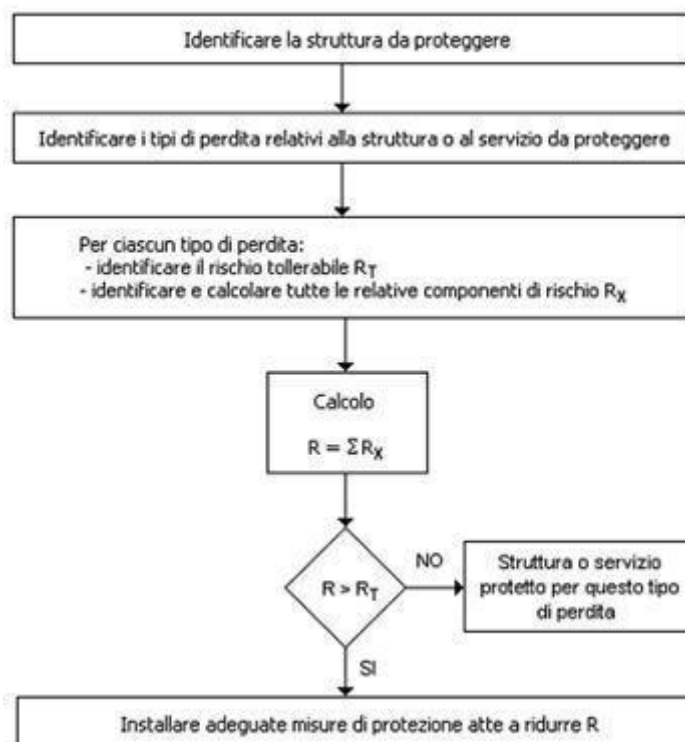 Identificare la struttura da proteggere
Identificare i tipi di perdita relativi alla struttura o al servizio da proteggere
Per ciascun tipo di perdita:
- identificare il rischio tollerabile RT
- identificare e calcolare tutte le relative componenti di rischio RX
Calcolo
R = ΣRX
R > RT
NO
Struttura o servizio
protetto per questo tipo
di perdita
SI
Installare adeguate misure di protezione atte a ridurre R